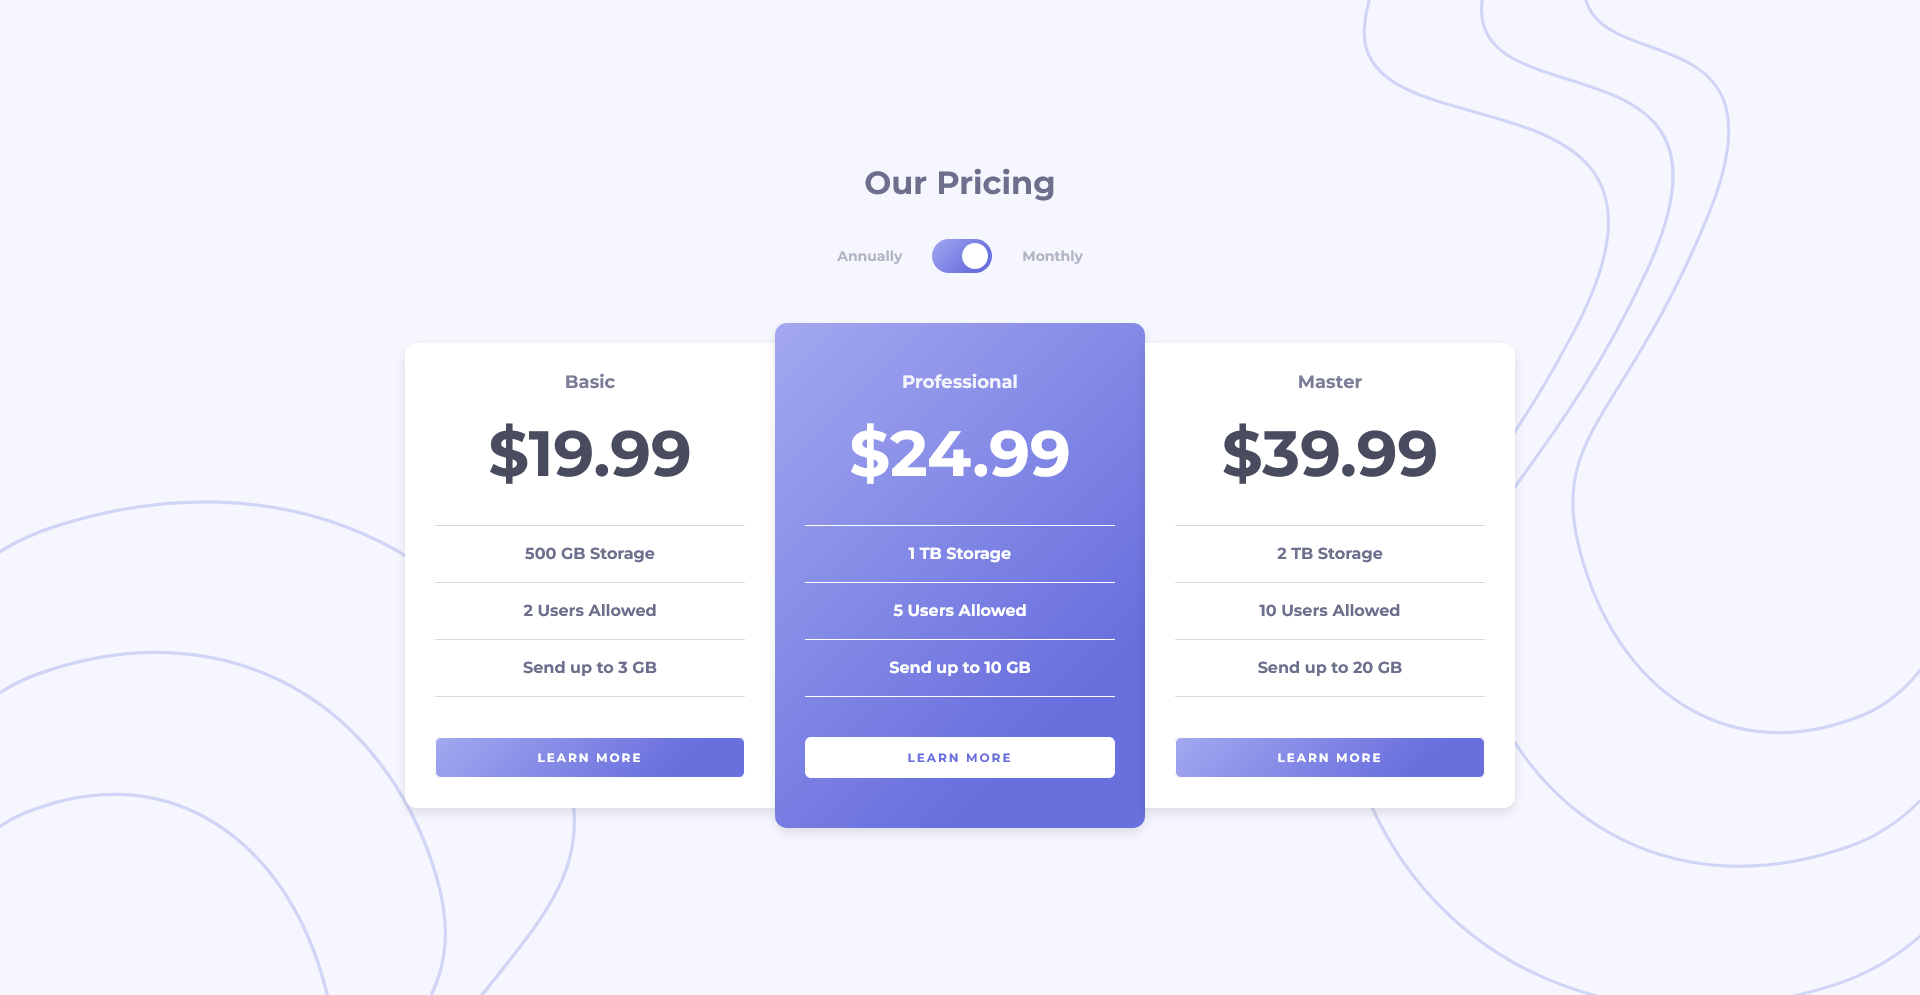 Our Pricing
Annually
Monthly
Basic
$19.99
500 GB Storage
2 Users Allowed
Send up to 3 GB
LEARN MORE
Professional
$24.99
1 TB Storage
5 Users Allowed
Send up to 10 GB
LEARN MORE
Master
$39.99
2 TB Storage
10 Users Allowed
Send up to 20 GB
LEARN MORE